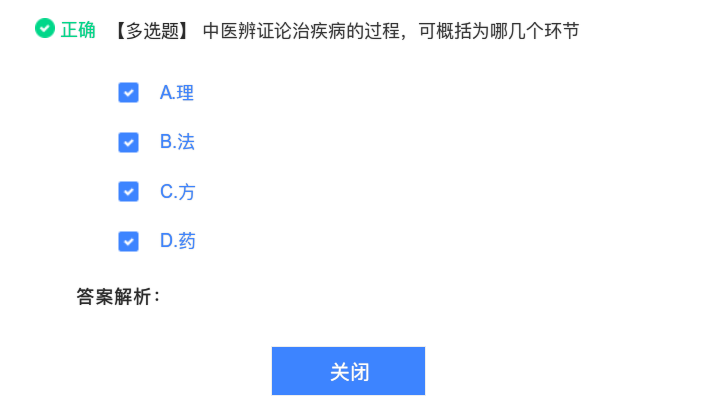 正确 【多选题】 中医辨证论治疾病的过程，可概括为哪几个环节
A.理
B.法
C.方
D.药
答案解析：
关闭